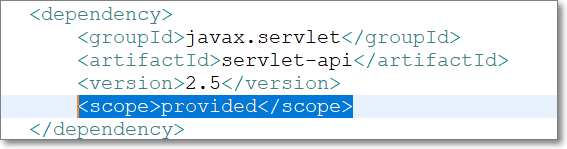 <dependency>
<groupId>javax.servlet</groupId>
<artifactId>servlet-api</artifactId>
<version>2.5</version>
<scope>provided</scope>
</dependency>